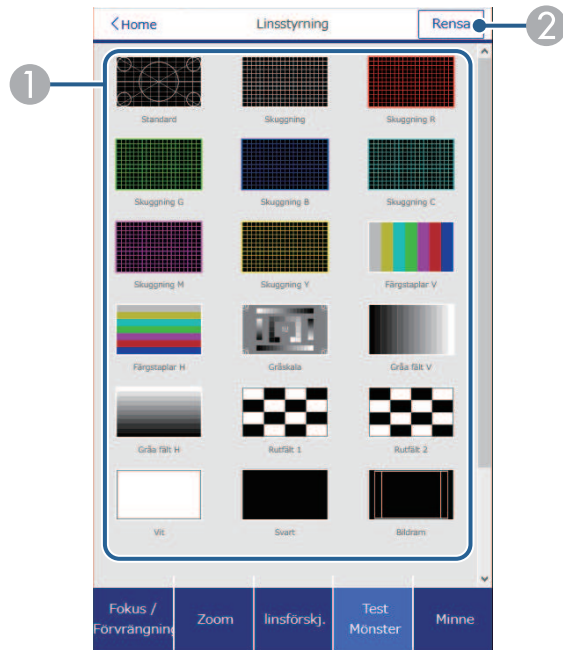 Home
Linsstyrning
Rensa
2
1
Standard
Skuggning
Skuggning R
Skuggning G
Skuggning B
Skuggning C
Skuggning M
Skuggning Y
Färgstaplar V
Färgstaplar H
Gråskala
Gråa fält V
Gråa fält H
Rutfält 1
Rutfält 2
Vit
Svart
Bildram
Fokus /
Förvrängning
Zoom
linsförskj.
Test
Mönster
Minne